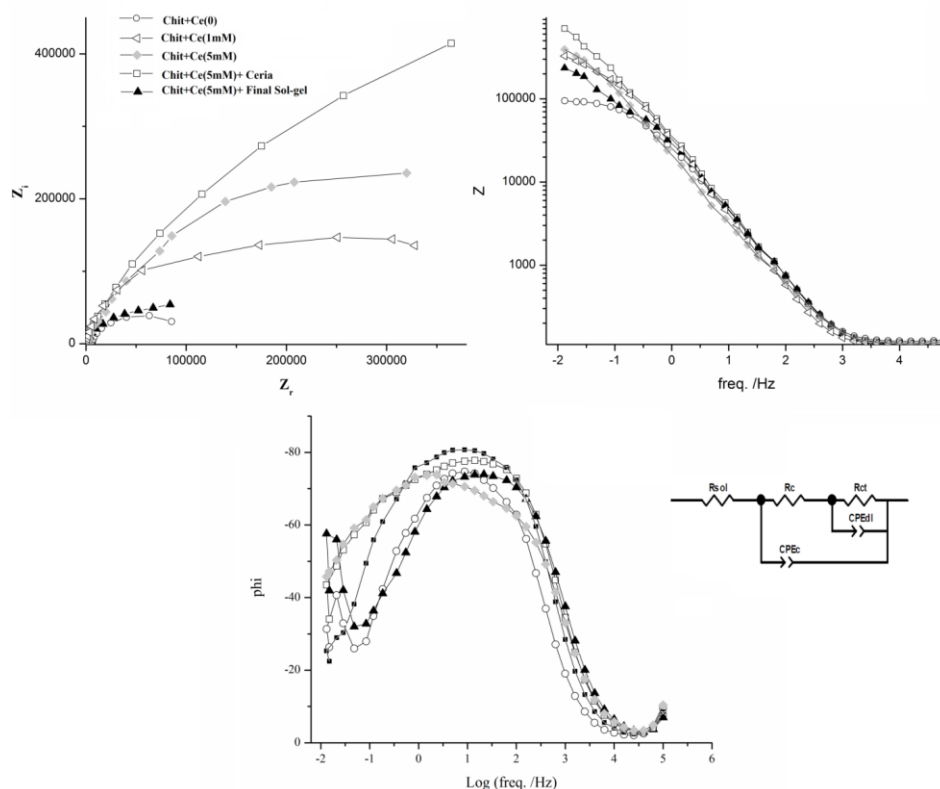 Chit+Ce(0)
Chit+Ce(1mM)
Chit+Ce(5mM)
Chit+Ce(5mM)+ Ceria
Chit+Ce(5mM)+ Final Sol-gel
400000
200000
0
Zi
0 100000 200000 300000
Zr
100000
10000
1000
Z
-2 -1 0 1 2 3 4
freq. /Hz
-80
-60
-40
-20
0
phi
-2 -1 0 1 2 3 4 5 6
Log (freq. /Hz)
Rsol Rc Rct
CPEdl
CPEc